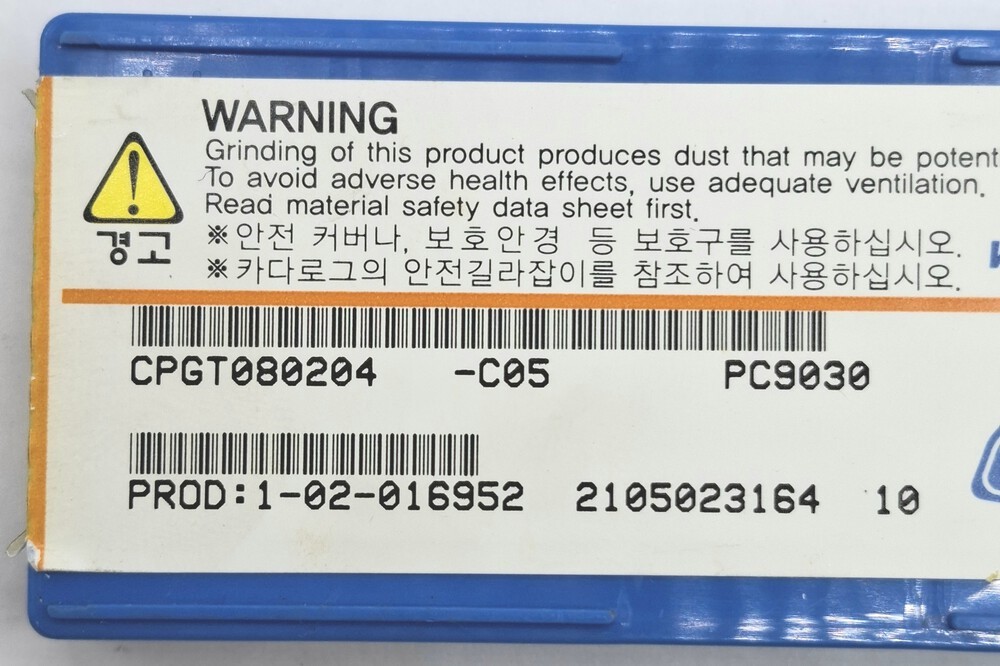 WARNING
Grinding of this product produces dust that may be potent
To avoid adverse health effects, use adequate ventilation.
Read material safety data sheet first.
경고
※안전 커버나, 보호안경 등 보호구를 사용하십시오.
※카다로그의 안전길라잡이를 참조하여 사용하십시오.
CPGT080204 -C05 PC9030
PROD:1-02-016952 2105023164 10